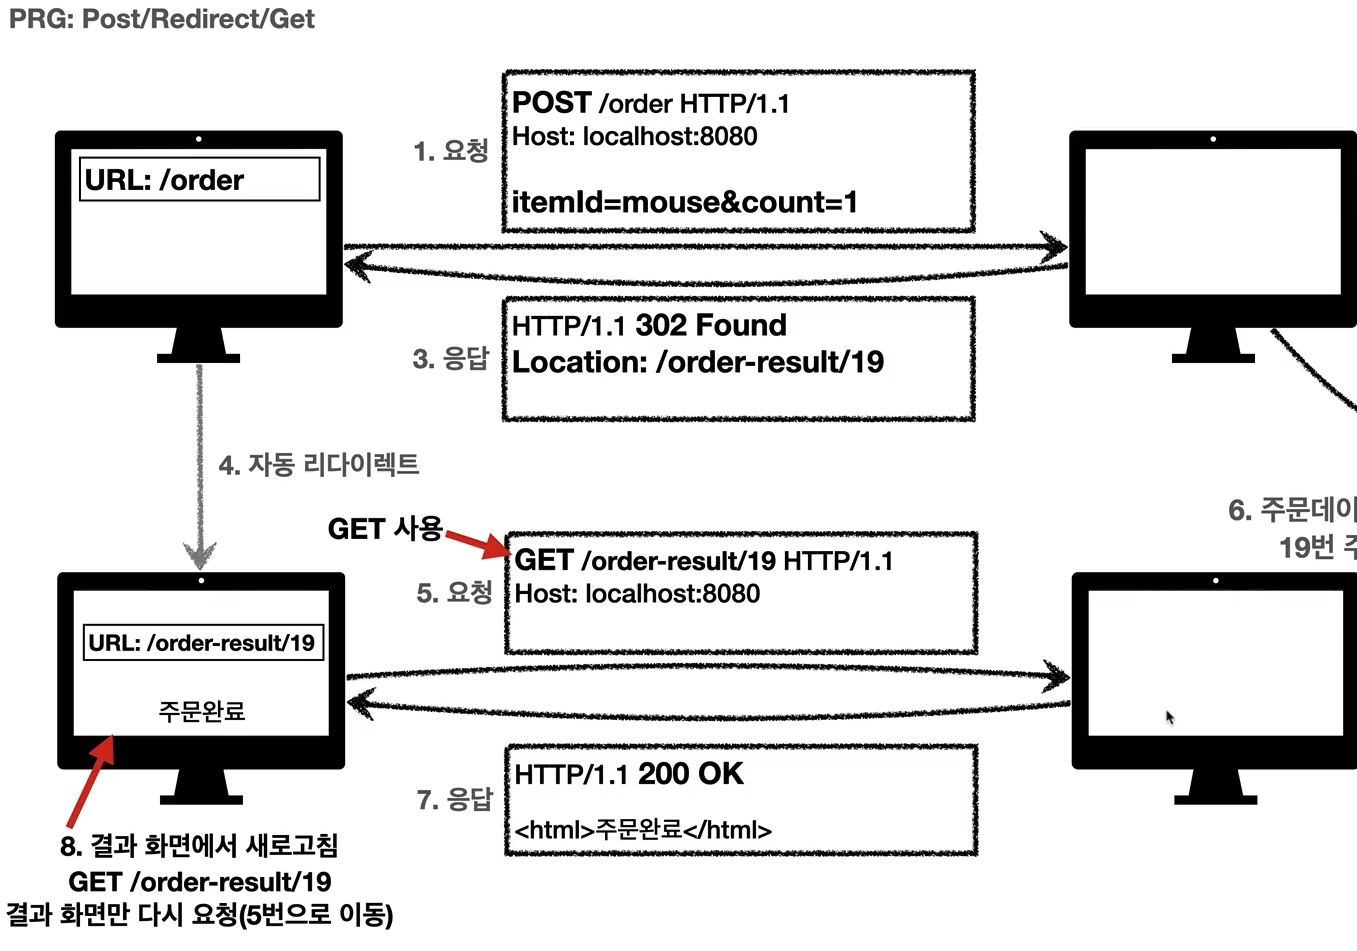 PRG: Post/Redirect/Get
URL: /order
1. 요청
POST /order HTTP/1.1
Host: localhost:8080
itemId=mouse&count=1
3. 응답
HTTP/1.1 302 Found
Location: /order-result/19
4. 자동 리다이렉트
GET 사용
5. 요청
GET /order-result/19 HTTP/1.1
Host: localhost:8080
6. 주문데이
19번 주
URL: /order-result/19
주문완료
7. 응답
HTTP/1.1 200 OK
<html>주문완료</html>
8. 결과 화면에서 새로고침
GET /order-result/19
결과 화면만 다시 요청(5번으로 이동)